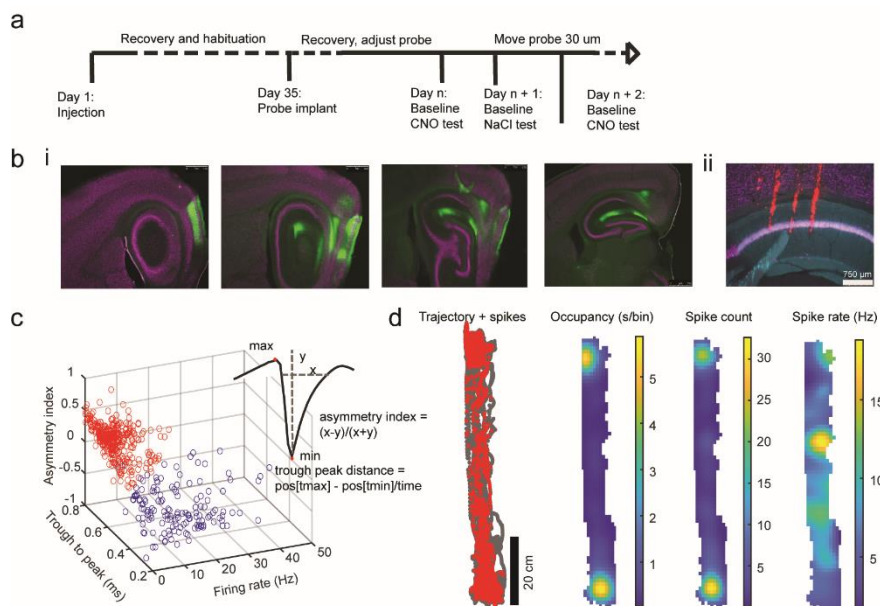 a
Recovery and habituation
Recovery, adjust probe
Move probe 30 um
Day 1:
Injection
Day 35:
Probe implant
Day n:
Baseline
CNO test
Day n + 1:
Baseline
NaCl test
Day n + 2:
Baseline
CNO test
b
i
ii
750 µm
c
max
y
x
min
asymmetry index =
(x-y)/(x+y)
trough peak distance =
pos[tmax] - pos[tmin]/time
Asymmetry index
1
0.5
0
-0.5
-1
Trough to peak (ms)
0.8
0.6
0.4
0.2
Firing rate (Hz)
0
10
20
30
40
50
d
Trajectory + spikes
20 cm
Occupancy (s/bin)
5
4
3
2
1
Spike count
30
25
20
15
10
5
Spike rate (Hz)
15
10
5